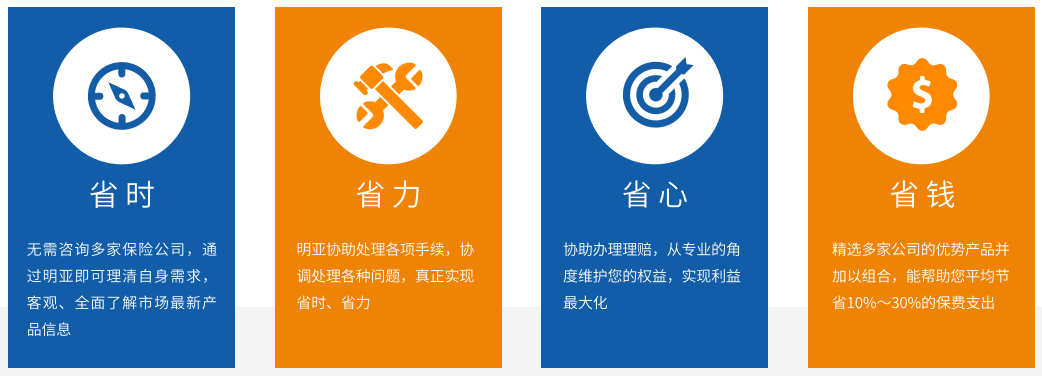 省时
无需咨询多家保险公司，通
过明亚即可理清自身需求，
客观、全面了解市场最新产
品信息
省力
明亚协助处理各项手续，协
调处理各种问题，真正实现
省时、省力
省心
协助办理理赔，从专业的角
度维护您的权益，实现利益
最大化
$
省钱
精选多家公司的优势产品并
加以组合，能帮助您平均节
省10%～30%的保费支出